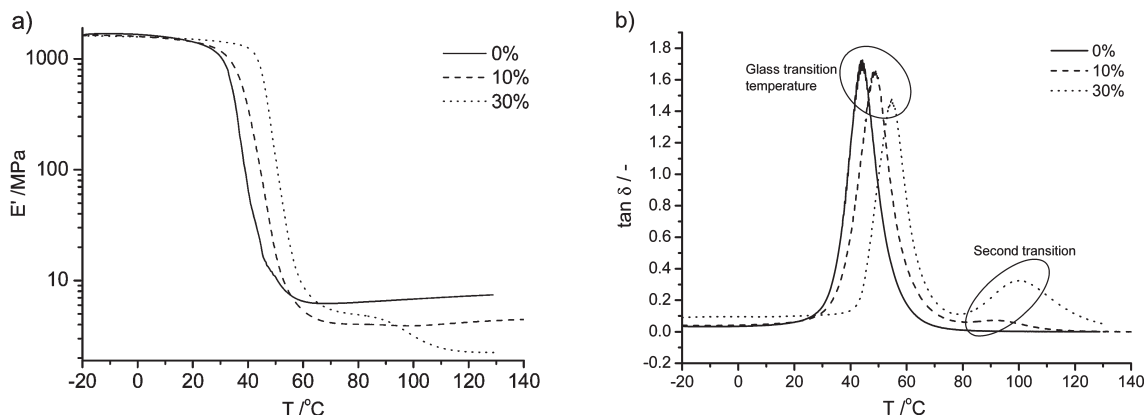 a)
E' /MPa
1000
100
10
-20 0 20 40 60 80 100 120 140
T /°C
0%
10%
30%
b)
tan δ / -
1.8
1.6
1.4
1.2
1.0
0.8
0.6
0.4
0.2
0.0
-0.2
-20 0 20 40 60 80 100 120 140
T /°C
Glass transition
temperature
Second transition
0%
10%
30%